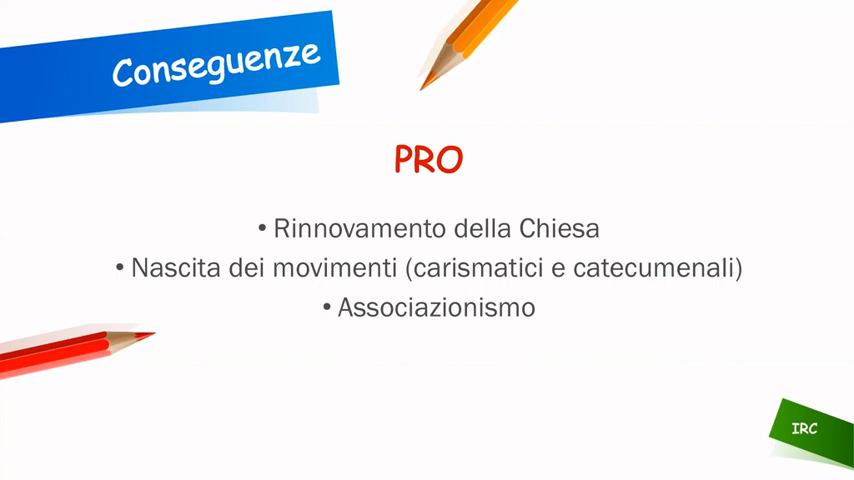 Conseguenze
PRO
• Rinnovamento della Chiesa
• Nascita dei movimenti (carismatici e catecumenali)
• Associazionismo
IRC